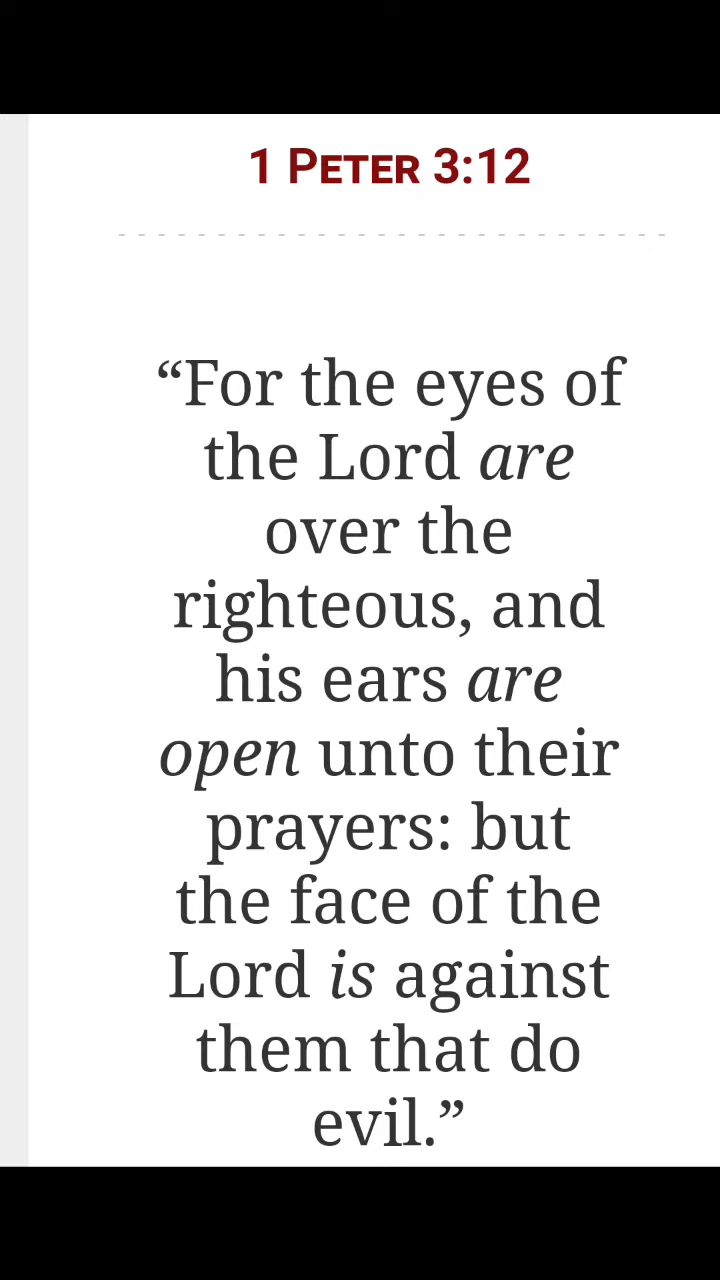 1 Peter 3:12
“For the eyes of
the Lord are
over the
righteous, and
his ears are
open unto their
prayers: but
the face of the
Lord is against
them that do
evil.”